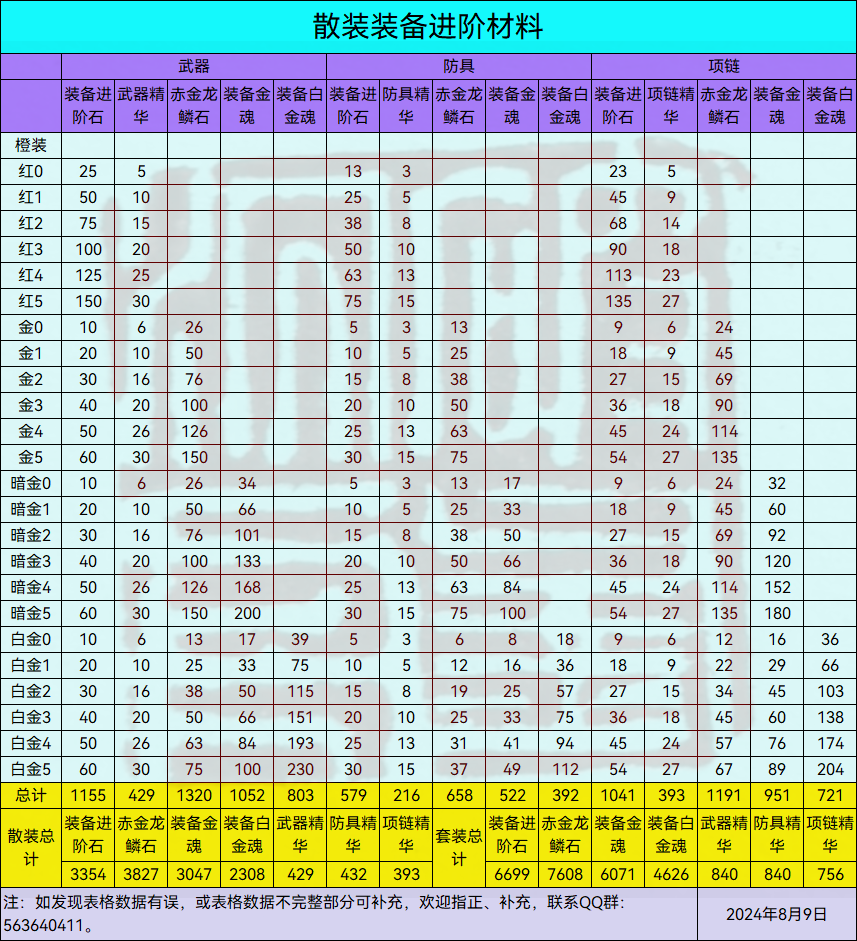 散装装备进阶材料
武器 防具 项链
装备进阶石 武器精华 赤金龙鳞石 装备金魂 装备白金魂 装备进阶石 防具精华 赤金龙鳞石 装备金魂 装备白金魂 装备进阶石 项链精华 赤金龙鳞石 装备金魂 装备白金魂
橙装
红0 25 5 13 3 23 5
红1 50 10 25 5 45 9
红2 75 15 38 8 68 14
红3 100 20 50 10 90 18
红4 125 25 63 13 113 23
红5 150 30 75 15 135 27
金0 10 6 26 5 3 13 9 6 24
金1 20 10 50 10 5 25 18 9 45
金2 30 16 76 15 8 38 27 15 69
金3 40 20 100 20 10 50 36 18 90
金4 50 26 126 25 13 63 45 24 114
金5 60 30 150 30 15 75 54 27 135
暗金0 10 6 26 34 5 3 13 17 9 6 24 32
暗金1 20 10 50 66 10 5 25 33 18 9 45 60
暗金2 30 16 76 101 15 8 38 50 27 15 69 92
暗金3 40 20 100 133 20 10 50 66 36 18 90 120
暗金4 50 26 126 168 25 13 63 84 45 24 114 152
暗金5 60 30 150 200 30 15 75 100 54 27 135 180
白金0 10 6 13 17 39 5 3 6 8 18 9 6 12 16 36
白金1 20 10 25 33 75 10 5 12 16 36 18 9 22 29 66
白金2 30 16 38 50 115 15 8 19 25 57 27 15 34 45 103
白金3 40 20 50 66 151 20 10 25 33 75 36 18 45 60 138
白金4 50 26 63 84 193 25 13 31 41 94 45 24 57 76 174
白金5 60 30 75 100 230 30 15 37 49 112 54 27 67 89 204
总计 1155 429 1320 1052 803 579 216 658 522 392 1041 393 1191 951 721
散装总计 装备进阶石 赤金龙鳞石 装备金魂 装备白金魂 武器精华 防具精华 项链精华 套装总计 装备进阶石 赤金龙鳞石 装备金魂 装备白金魂 武器精华 防具精华 项链精华
3354 3827 3047 2308 429 432 393 6699 7608 6071 4626 840 840 756
注：如发现表格数据有误，或表格数据不完整部分可补充，欢迎指正、补充，联系QQ群：
563640411。
2024年8月9日